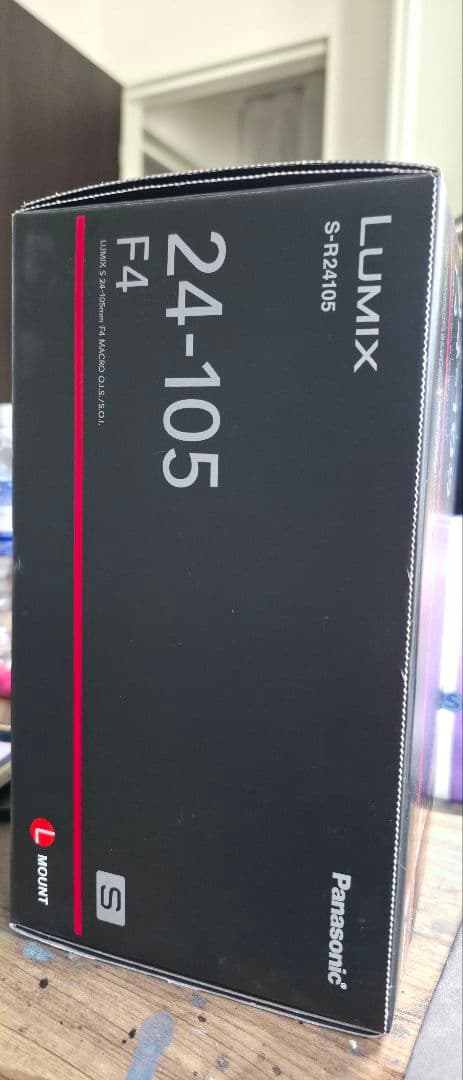 LUMIX
S-R24105
24-105
F4
LUMIX S 24-105mm F4 MACRO O.I.S./S.O.I.
Panasonic®
S
L MOUNT